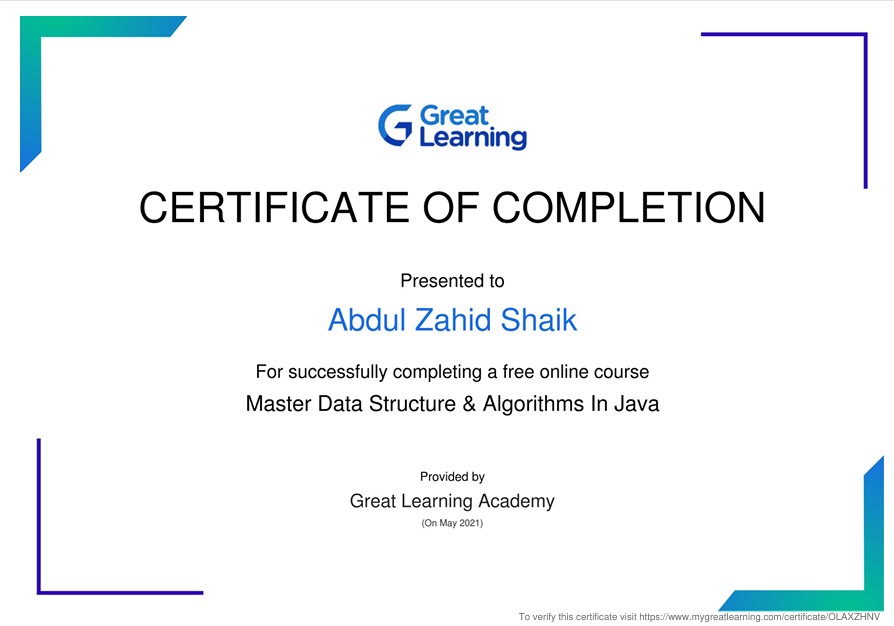 Great
Learning
CERTIFICATE OF COMPLETION
Presented to
Abdul Zahid Shaik
For successfully completing a free online course
Master Data Structure & Algorithms In Java
Provided by
Great Learning Academy
(On May 2021)
To verify this certificate visit https://www.mygreatlearning.com/certificate/OLAXZHNV